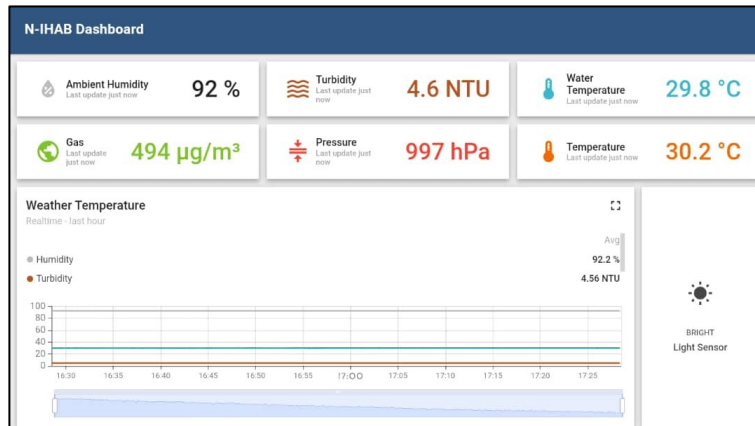 N-IHAB Dashboard
Ambient Humidity
Last update just now
92 %
Turbidity
Last update just
now
4.6 NTU
Water
Temperature
Last update just now
29.8 °C
Gas
Last update
just now
494 µg/m³
Pressure
Last update just
now
997 hPa
Temperature
Last update just now
30.2 °C
Weather Temperature
Realtime - last hour
Avg
Humidity
92.2 %
Turbidity
4.56 NTU
100
80
60
40
20
0
16:30 16:35 16:40 16:45 16:50 16:55 17:00 17:05 17:10 17:15 17:20 17:25
BRIGHT
Light Sensor